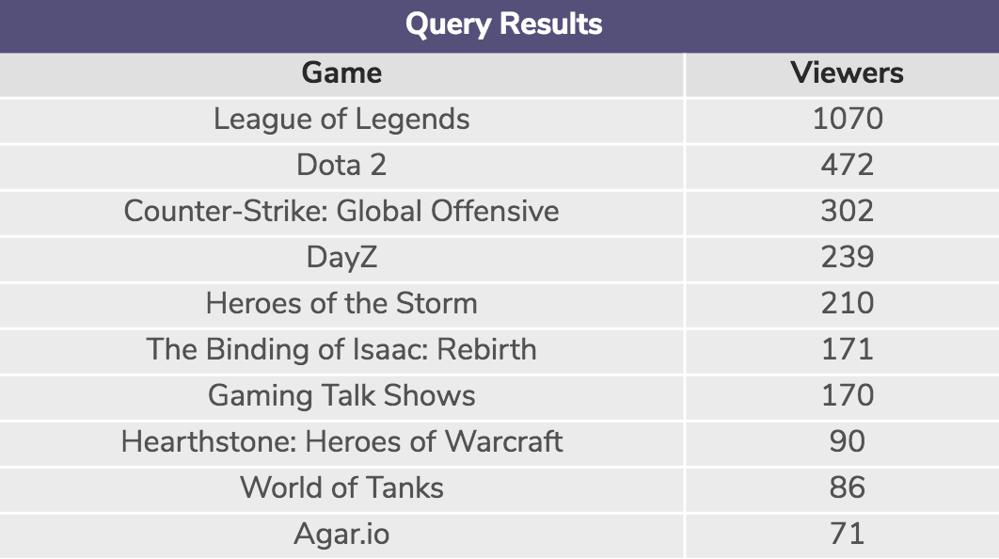 Query Results
Game Viewers
League of Legends 1070
Dota 2 472
Counter-Strike: Global Offensive 302
DayZ 239
Heroes of the Storm 210
The Binding of Isaac: Rebirth 171
Gaming Talk Shows 170
Hearthstone: Heroes of Warcraft 90
World of Tanks 86
Agar.io 71